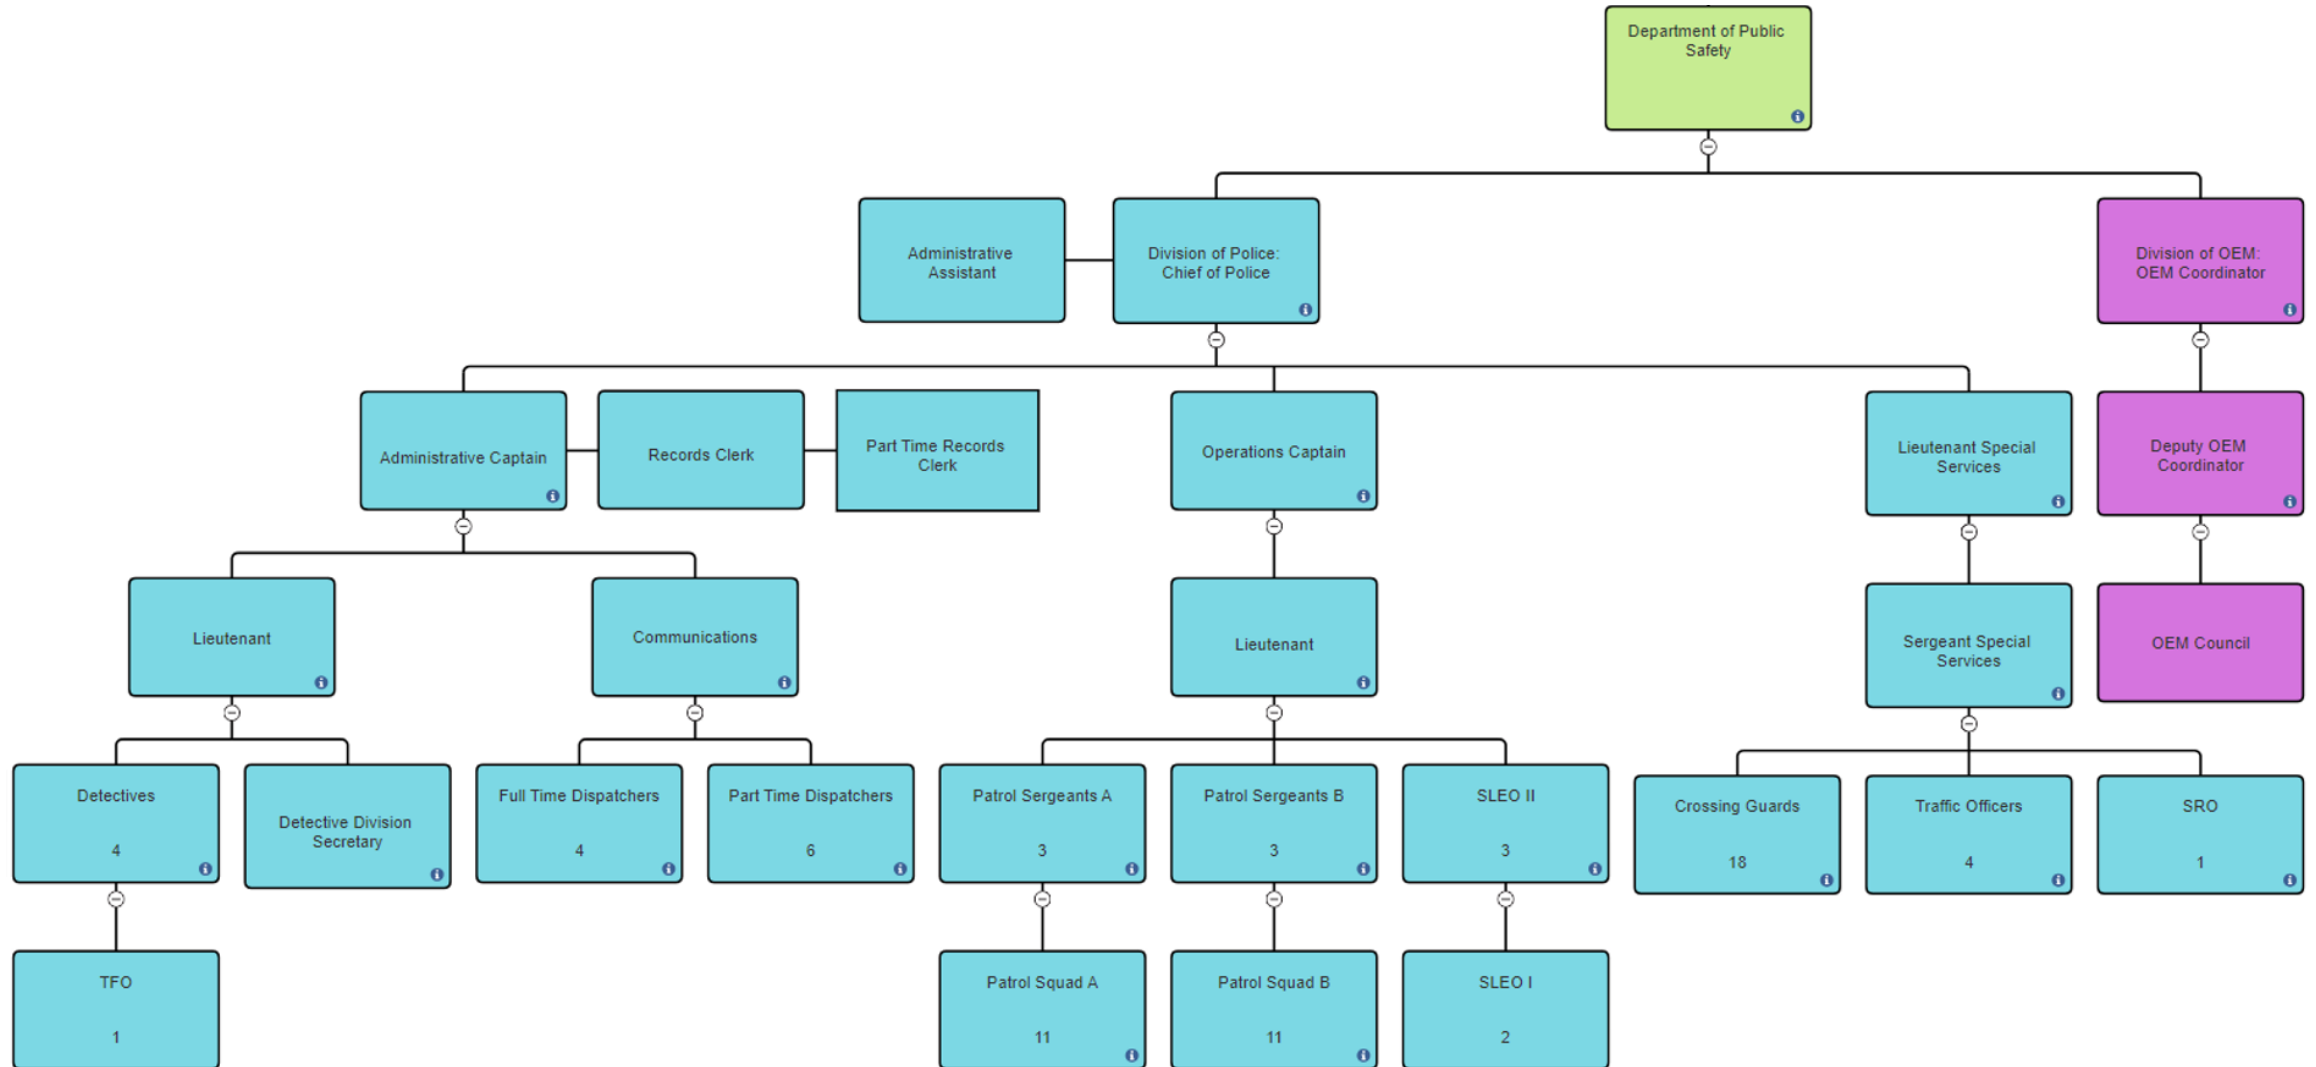 Department of Public
Safety
Administrative
Assistant
Division of Police:
Chief of Police
Division of OEM:
OEM Coordinator
Administrative Captain
Records Clerk
Part Time Records
Clerk
Operations Captain
Lieutenant Special
Services
Deputy OEM
Coordinator
Lieutenant
Communications
Lieutenant
Sergeant Special
Services
OEM Council
Detectives
4
Detective Division
Secretary
Full Time Dispatchers
4
Part Time Dispatchers
6
Patrol Sergeants A
3
Patrol Sergeants B
3
SLEO II
3
Crossing Guards
18
Traffic Officers
4
SRO
1
TFO
1
Patrol Squad A
11
Patrol Squad B
11
SLEO I
2